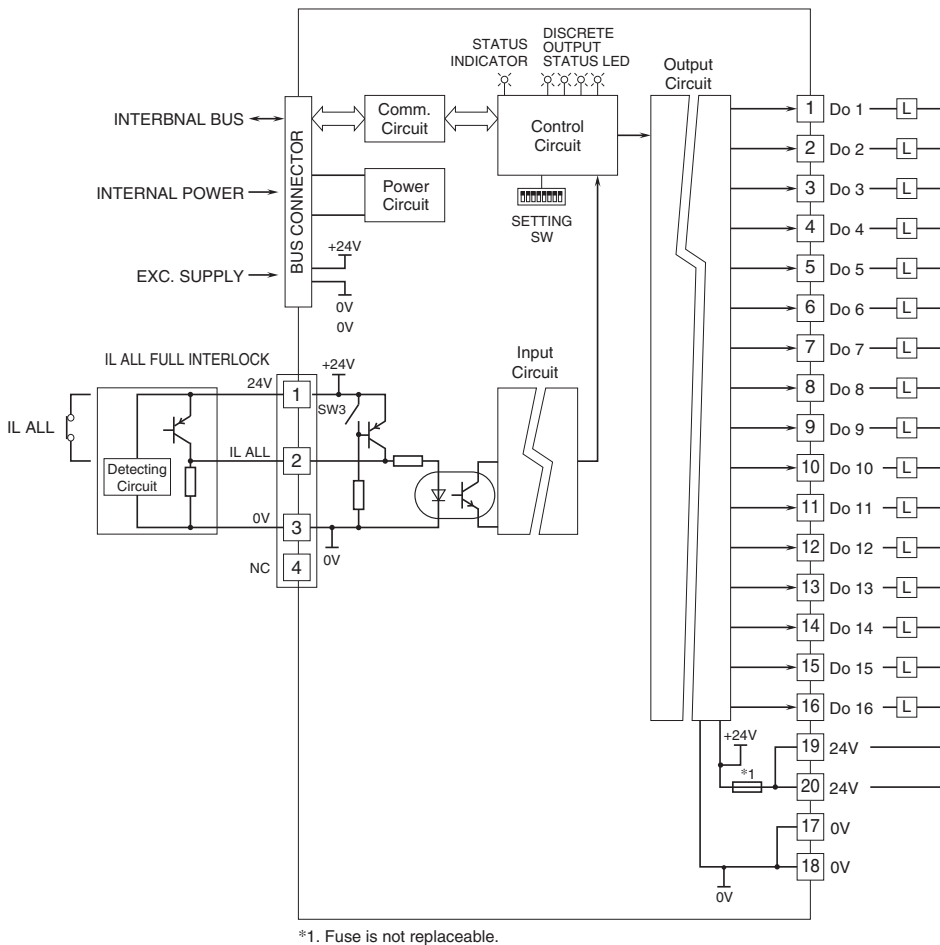 STATUS
INDICATOR
DISCRETE
OUTPUT
STATUS LED
Output
Circuit
INTERBNAL BUS
BUS CONNECTOR
Comm.
Circuit
Control
Circuit
INTERNAL POWER
Power
Circuit
SETTING
SW
EXC. SUPPLY
+24V
0V
0V
IL ALL FULL INTERLOCK
IL ALL
Detecting
Circuit
24V
1
IL ALL
2
0V
3
NC
4
+24V
SW3
0V
Input
Circuit
1 Do 1 L
2 Do 2 L
3 Do 3 L
4 Do 4 L
5 Do 5 L
6 Do 6 L
7 Do 7 L
8 Do 8 L
9 Do 9 L
10 Do 10 L
11 Do 11 L
12 Do 12 L
13 Do 13 L
14 Do 14 L
15 Do 15 L
16 Do 16 L
+24V
19 24V
*1
20 24V
17 0V
18 0V
0V
*1. Fuse is not replaceable.